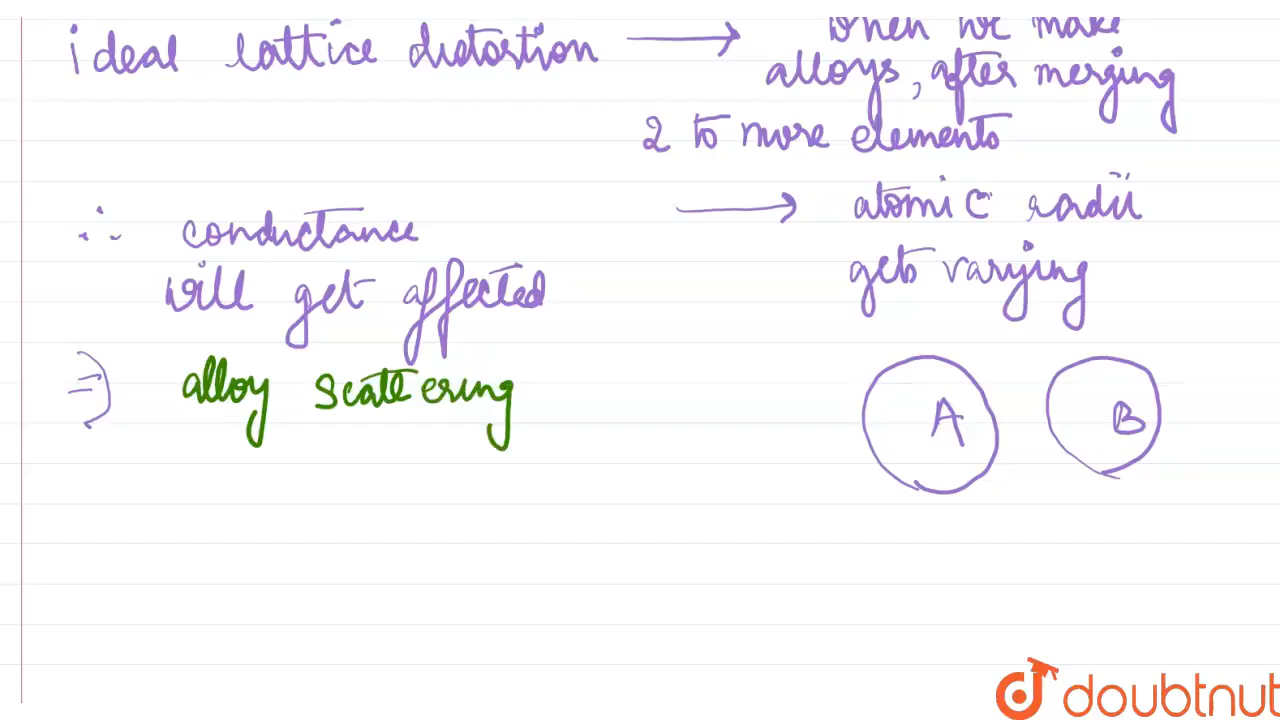 ideal lattice distortion → when we make
alloys, after merging
2 to more elements
∴ conductance
will get affected
→ atomic radii
gets varying
⇒ alloy scattering
A B
doubtnut